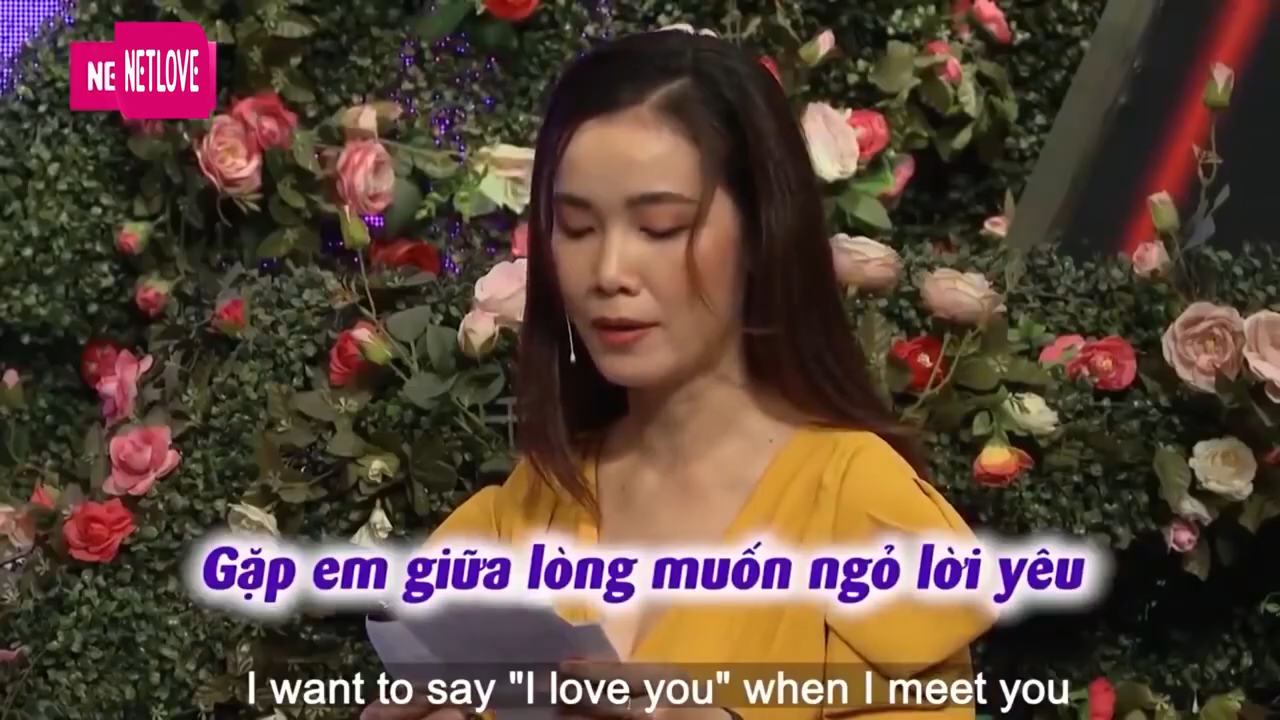 NE NETLOVE
Gặp em giữa lòng muốn ngỏ lời yêu
I want to say "I love you" when I meet you